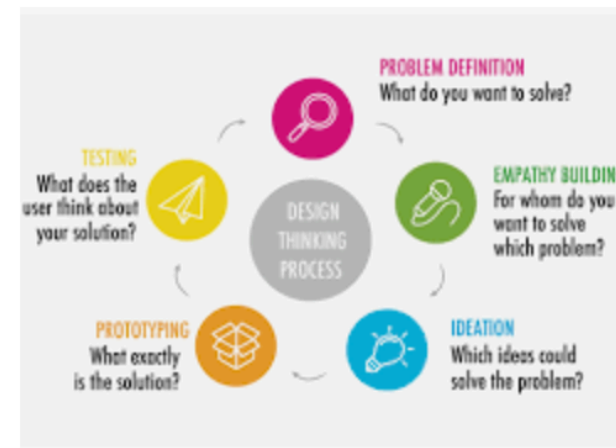 PROBLEM DEFINITION
What do you want to solve?
EMPATHY BUILDIN
For whom do you
want to solve
which problem?
IDEATION
Which ideas could
solve the problem?
PROTOTYPING
What exactly
is the solution?
TESTING
What does the
user think about
your solution?
DESIGN
THINKING
PROCESS